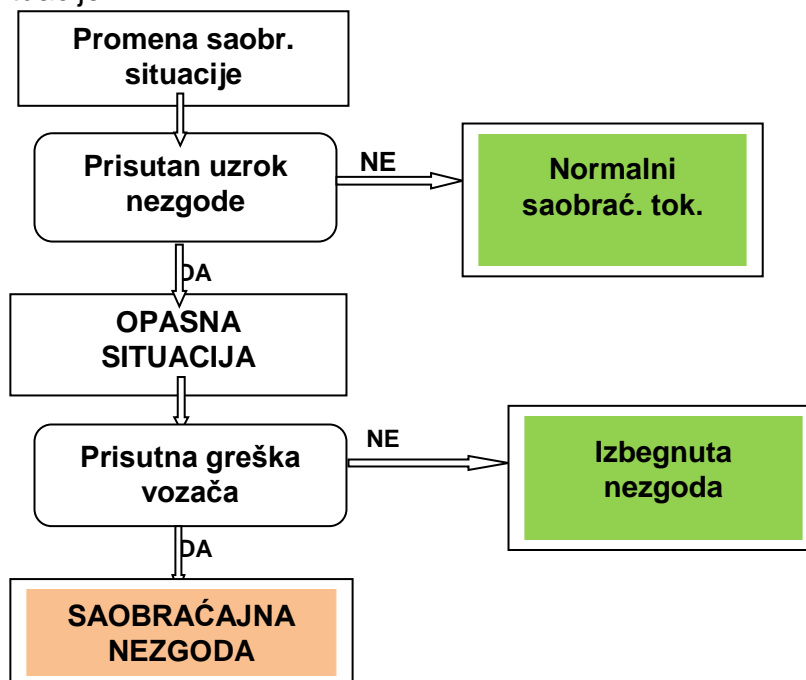 Promena saobr.
situacije
Prisutan uzrok
nezgode
NE
Normalni
saobrać. tok.
DA
OPASNA
SITUACIJA
Prisutna greška
vozača
NE
Izbegnuta
nezgoda
DA
SAOBRAĆAJNA
NEZGODA